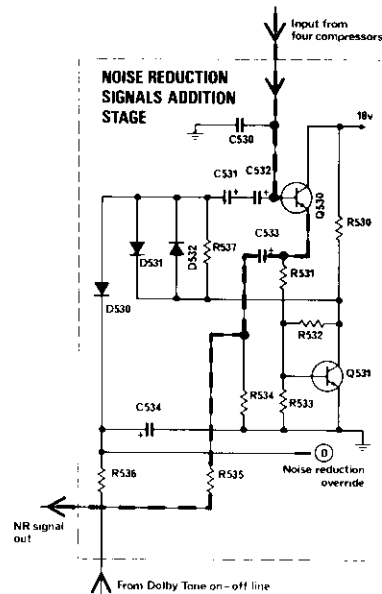 Input from
four compressors
NOISE REDUCTION
SIGNALS ADDITION
STAGE
18v
C530
C531
C532
+
+
Q530
C533
+
R530
D531
D532
R537
R531
D530
R532
Q531
C534
+
R534
R533
D
Noise reduction
override
R536
R535
NR signal
out
From Dolby Tone on-off line